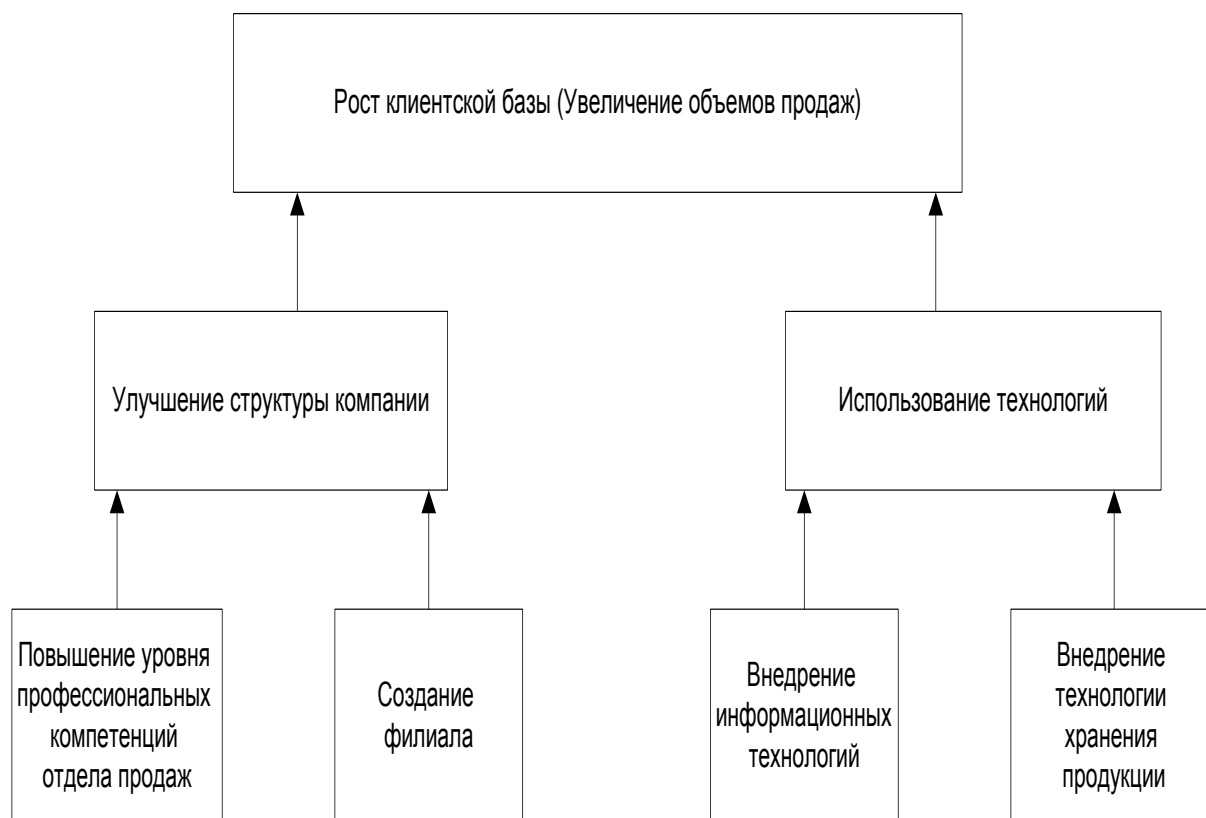 Рост клиентской базы (Увеличение объемов продаж)
Улучшение структуры компании
Использование технологий
Повышение уровня
профессиональных
компетенций
отдела продаж
Создание
филиала
Внедрение
информационных
технологий
Внедрение
технологии
хранения
продукции